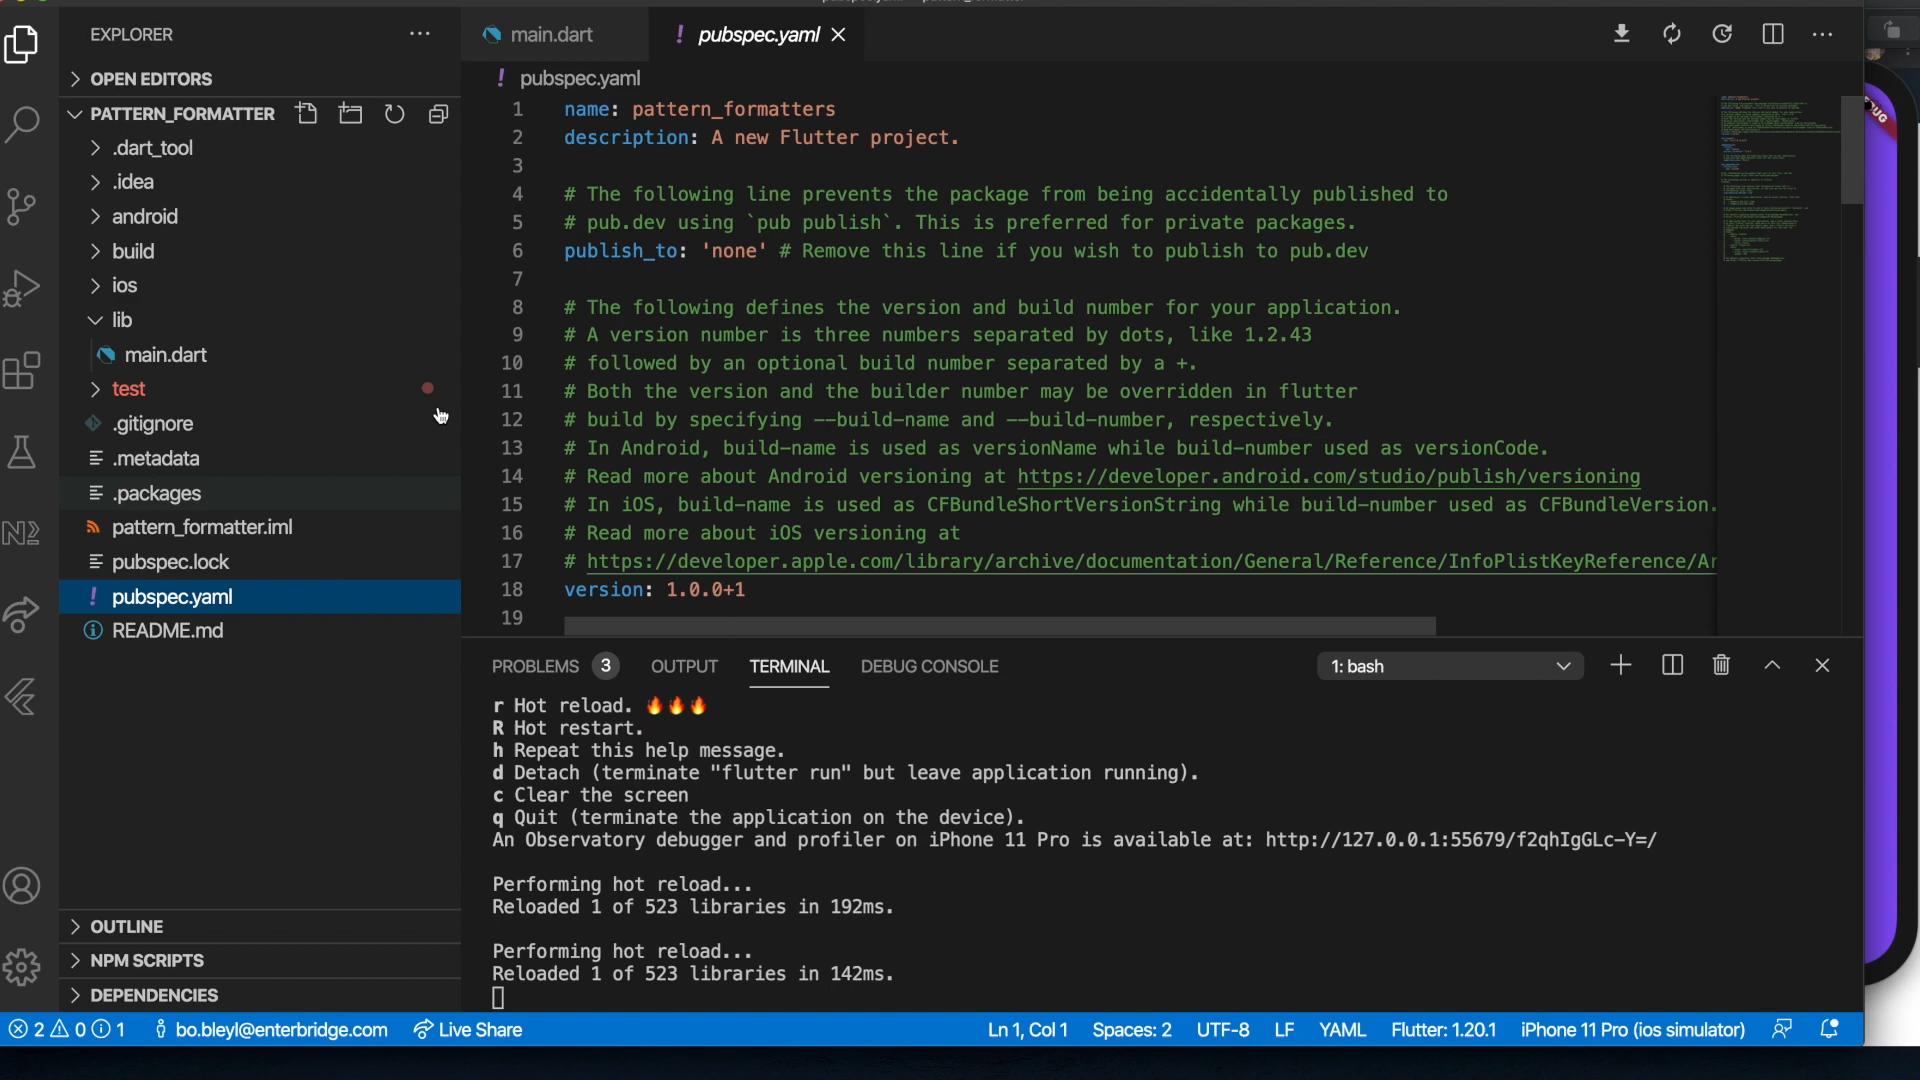 EXPLORER
OPEN EDITORS
PATTERN_FORMATTER
.dart_tool
.idea
android
build
ios
lib
main.dart
test
.gitignore
.metadata
.packages
pattern_formatter.iml
pubspec.lock
! pubspec.yaml
README.md
OUTLINE
NPM SCRIPTS
DEPENDENCIES
main.dart
! pubspec.yaml
! pubspec.yaml
1 name: pattern_formatters
2 description: A new Flutter project.
3
4 # The following line prevents the package from being accidentally published to
5 # pub.dev using `pub publish`. This is preferred for private packages.
6 publish_to: 'none' # Remove this line if you wish to publish to pub.dev
7
8 # The following defines the version and build number for your application.
9 # A version number is three numbers separated by dots, like 1.2.43
10 # followed by an optional build number separated by a +.
11 # Both the version and the builder number may be overridden in flutter
12 # build by specifying --build-name and --build-number, respectively.
13 # In Android, build-name is used as versionName while build-number used as versionCode.
14 # Read more about Android versioning at https://developer.android.com/studio/publish/versioning
15 # In iOS, build-name is used as CFBundleShortVersionString while build-number used as CFBundleVersion.
16 # Read more about iOS versioning at
17 # https://developer.apple.com/library/archive/documentation/General/Reference/InfoPlistKeyReference/Ar
18 version: 1.0.0+1
19
PROBLEMS 3 OUTPUT TERMINAL DEBUG CONSOLE 1: bash
r Hot reload. 🔥🔥🔥
R Hot restart.
h Repeat this help message.
d Detach (terminate "flutter run" but leave application running).
c Clear the screen
q Quit (terminate the application on the device).
An Observatory debugger and profiler on iPhone 11 Pro is available at: http://127.0.0.1:55679/f2qhIgGLc-Y=/
Performing hot reload...
Reloaded 1 of 523 libraries in 192ms.
Performing hot reload...
Reloaded 1 of 523 libraries in 142ms.
2 0 1 bo.bleyl@enterbridge.com Live Share Ln 1, Col 1 Spaces: 2 UTF-8 LF YAML Flutter: 1.20.1 iPhone 11 Pro (ios simulator)